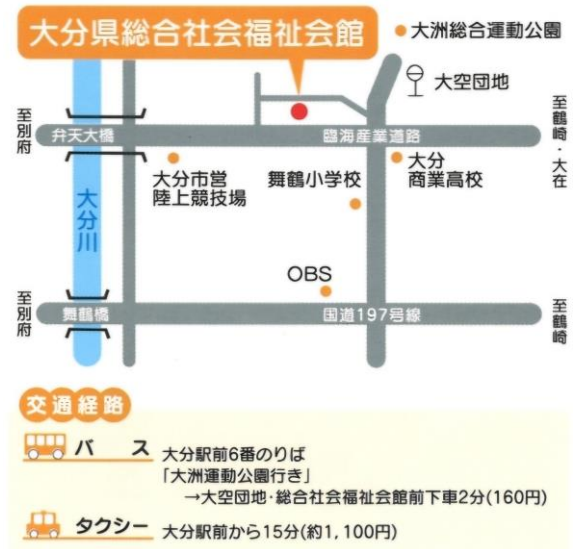 大分県総合社会福祉会館
大洲総合運動公園
大空団地
至別府
弁天大橋
臨海産業道路
至鶴崎・大在
大分市営
陸上競技場
舞鶴小学校
大分
商業高校
大分川
OBS
至別府
舞鶴橋
国道197号線
至鶴崎
交通経路
バス
大分駅前6番のりば
「大洲運動公園行き」
→大空団地・総合社会福祉会館前下車2分(160円)
タクシー
大分駅前から15分(約1,100円)